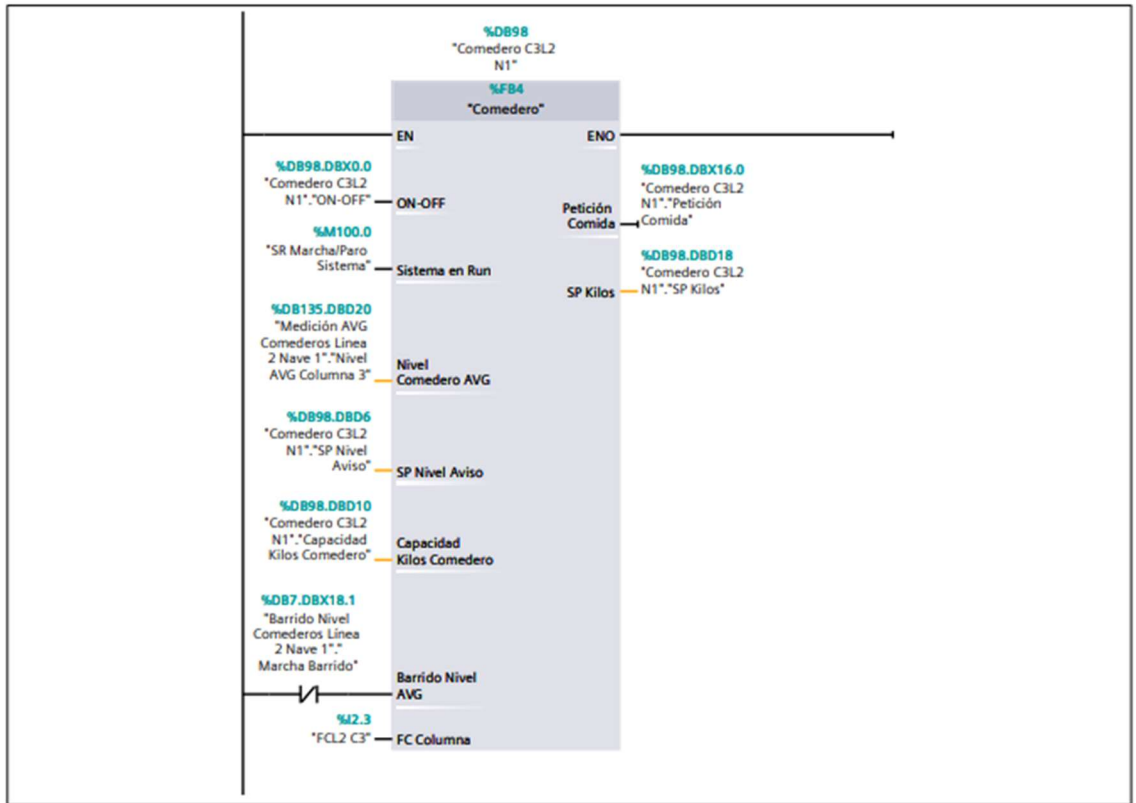 %DB98
"Comedero C3L2
N1"
%FB4
"Comedero"
EN
ENO
%DB98.DBX0.0
"Comedero C3L2
N1"."ON-OFF"
ON-OFF
%M100.0
"SR Marcha/Paro
Sistema"
Sistema en Run
%DB135.DBD20
"Medición AVG
Comederos Linea
2 Nave 1"."Nivel
AVG Columna 3"
Nivel
Comedero AVG
%DB98.DBD6
"Comedero C3L2
N1"."SP Nivel
Aviso"
SP Nivel Aviso
%DB98.DBD10
"Comedero C3L2
N1"."Capacidad
Kilos Comedero"
Capacidad
Kilos Comedero
%DB7.DBX18.1
"Barrido Nivel
Comederos Línea
2 Nave 1"."
Marcha Barrido"
Barrido Nivel
AVG
%I2.3
"FCL2 C3"
FC Columna
Petición
Comida
%DB98.DBX16.0
"Comedero C3L2
N1"."Petición
Comida"
SP Kilos
%DB98.DBD18
"Comedero C3L2
N1"."SP Kilos"